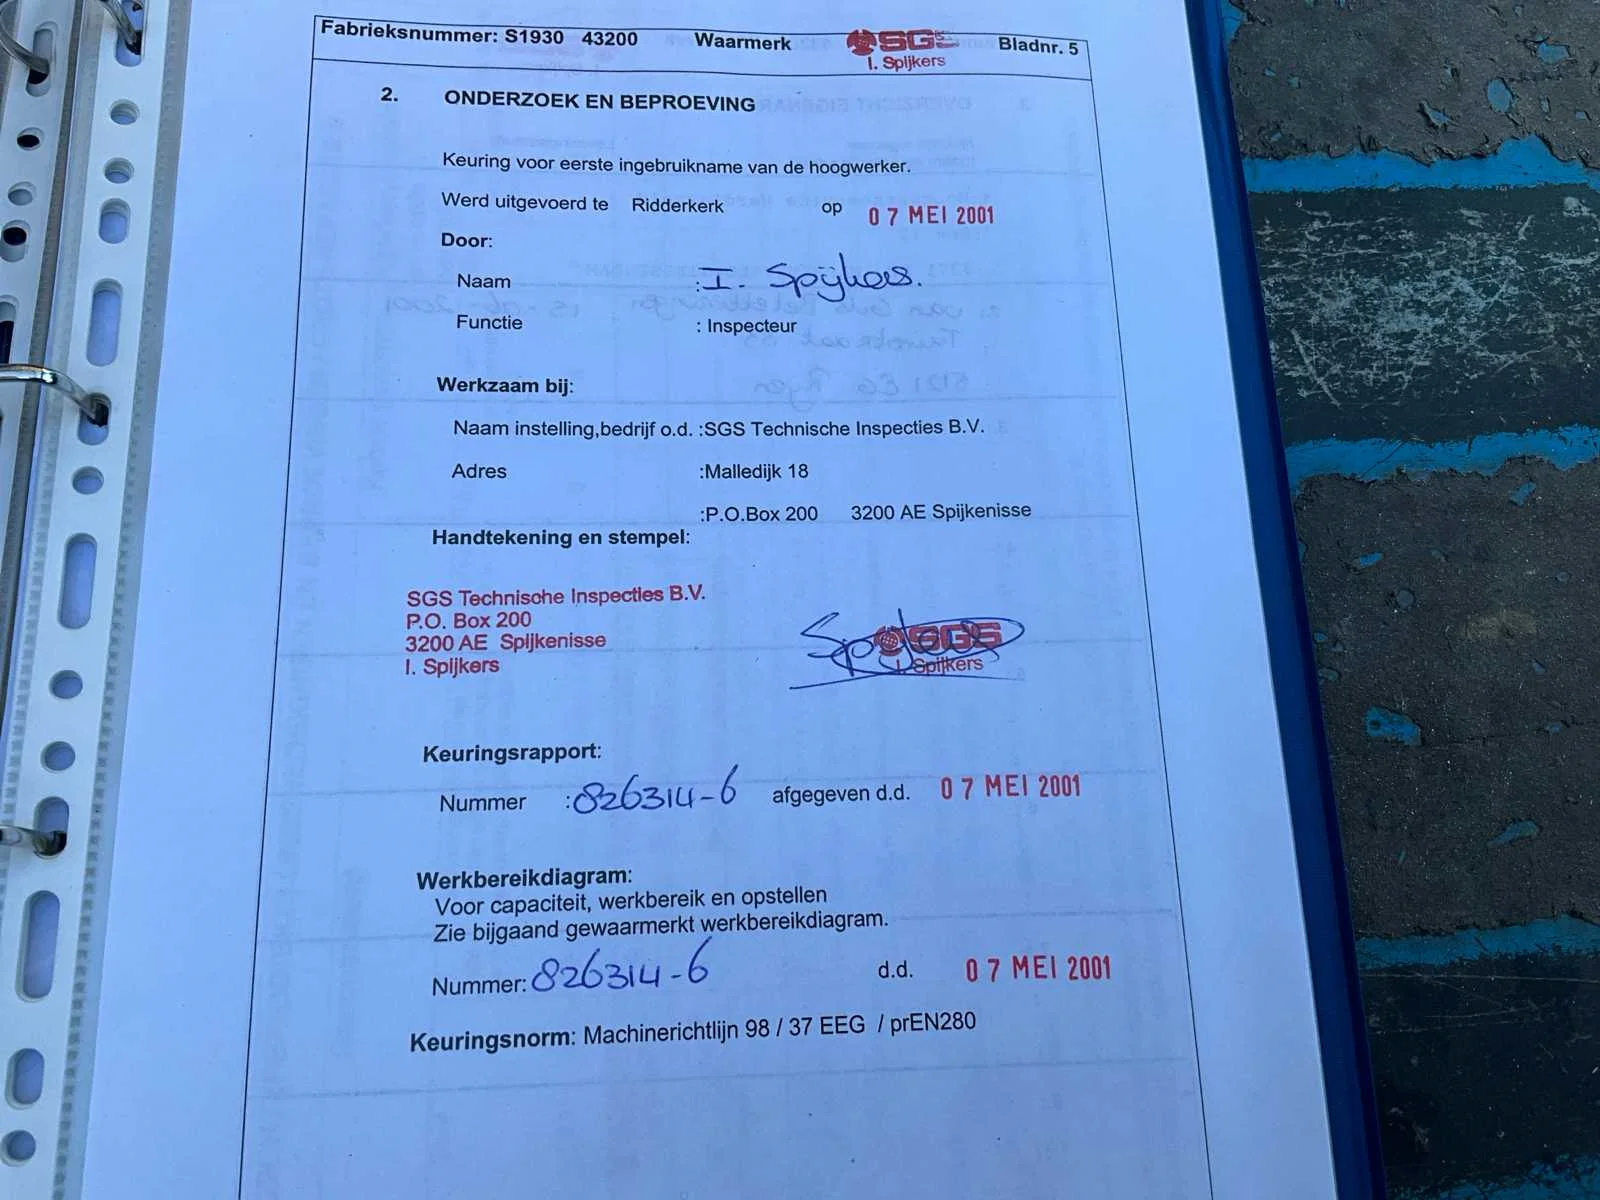 Fabrieksnummer: S1930 43200 Waarmerk SGS I. Spijkers Bladnr. 5
2. ONDERZOEK EN BEPROEVING
Keuring voor eerste ingebruikname van de hoogwerker.
Werd uitgevoerd te Ridderkerk op 07 MEI 2001
Door:
Naam : I. Spijkers.
Functie : Inspecteur
Werkzaam bij:
Naam instelling,bedrijf o.d. :SGS Technische Inspecties B.V.
Adres :Malledijk 18
:P.O.Box 200 3200 AE Spijkenisse
Handtekening en stempel:
SGS Technische Inspecties B.V.
P.O. Box 200
3200 AE Spijkenisse
I. Spijkers
SGS
I. Spijkers
Keuringsrapport:
Nummer :826314-6 afgegeven d.d. 07 MEI 2001
Werkbereikdiagram:
Voor capaciteit, werkbereik en opstellen
Zie bijgaand gewaarmerkt werkbereikdiagram.
Nummer: 826314-6 d.d. 07 MEI 2001
Keuringsnorm: Machinerichtlijn 98 / 37 EEG / prEN280